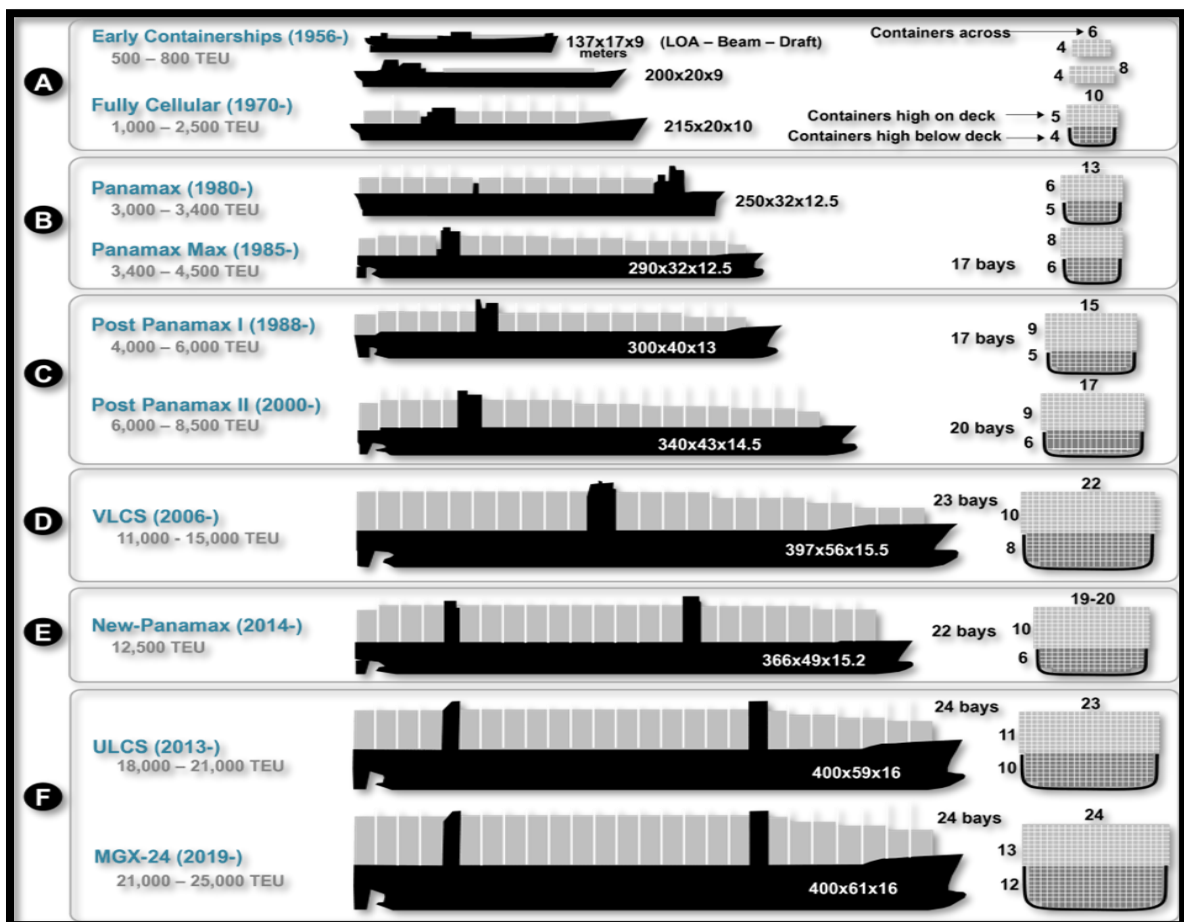 A
Early Containerships (1956-)
500 – 800 TEU
137x17x9 (LOA – Beam – Draft)
meters
200x20x9
Containers across
6
4
4
8
Fully Cellular (1970-)
1,000 – 2,500 TEU
215x20x10
10
Containers high on deck
5
Containers high below deck
4
B
Panamax (1980-)
3,000 – 3,400 TEU
250x32x12.5
13
6
5
Panamax Max (1985-)
3,400 – 4,500 TEU
290x32x12.5
17 bays
8
6
C
Post Panamax I (1988-)
4,000 – 6,000 TEU
300x40x13
17 bays
15
9
5
Post Panamax II (2000-)
6,000 – 8,500 TEU
340x43x14.5
20 bays
17
9
6
D
VLCS (2006-)
11,000 - 15,000 TEU
397x56x15.5
23 bays
22
10
8
E
New-Panamax (2014-)
12,500 TEU
366x49x15.2
22 bays
19-20
10
6
F
ULCS (2013-)
18,000 – 21,000 TEU
400x59x16
24 bays
23
11
10
MGX-24 (2019-)
21,000 – 25,000 TEU
400x61x16
24 bays
24
13
12